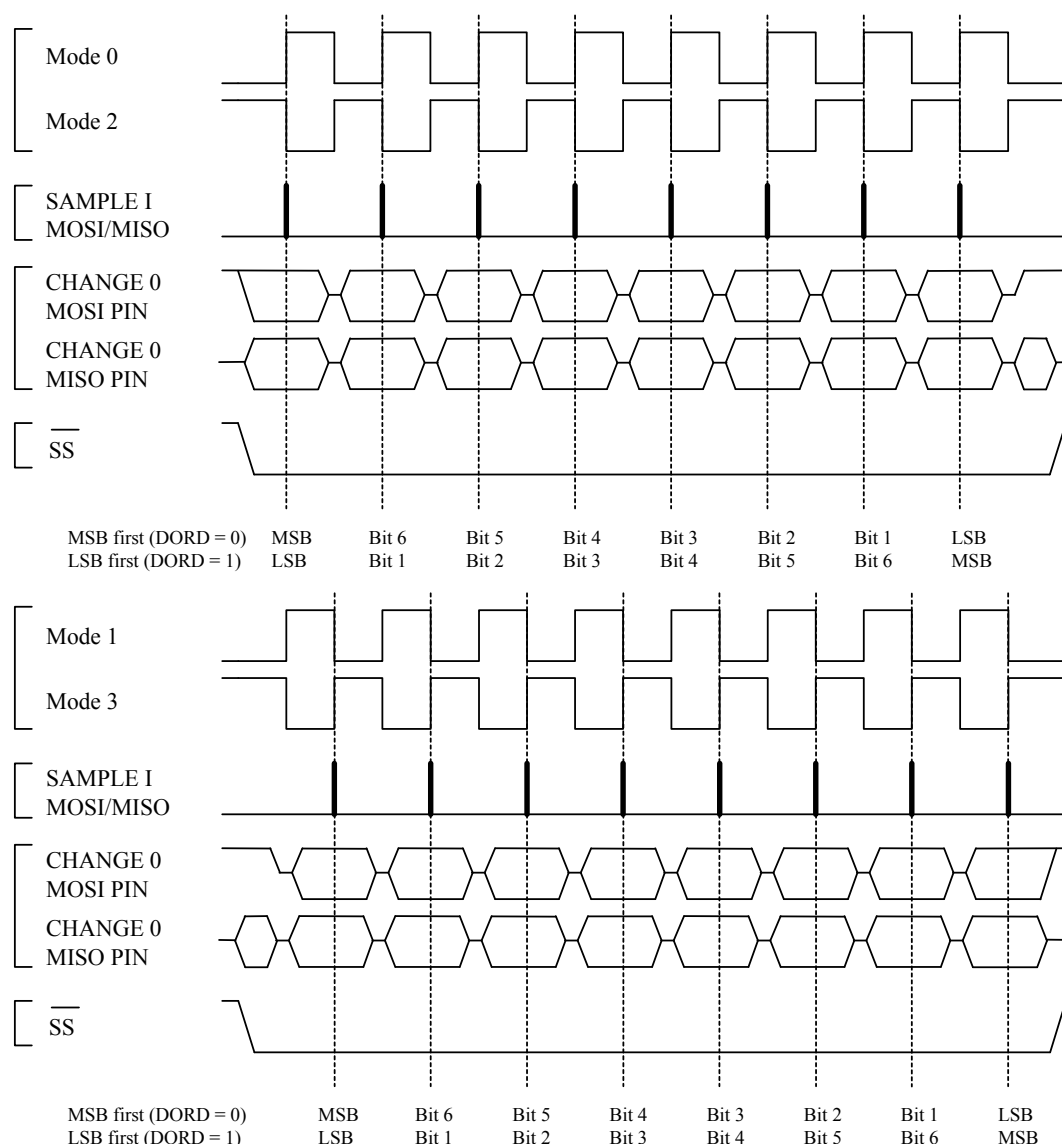 Mode 0
Mode 2
SAMPLE I
MOSI/MISO
CHANGE 0
MOSI PIN
CHANGE 0
MISO PIN
SS
MSB first (DORD = 0) MSB Bit 6 Bit 5 Bit 4 Bit 3 Bit 2 Bit 1 LSB
LSB first (DORD = 1) LSB Bit 1 Bit 2 Bit 3 Bit 4 Bit 5 Bit 6 MSB
Mode 1
Mode 3
SAMPLE I
MOSI/MISO
CHANGE 0
MOSI PIN
CHANGE 0
MISO PIN
SS
MSB first (DORD = 0) MSB Bit 6 Bit 5 Bit 4 Bit 3 Bit 2 Bit 1 LSB
LSB first (DORD = 1) LSB Bit 1 Bit 2 Bit 3 Bit 4 Bit 5 Bit 6 MSB